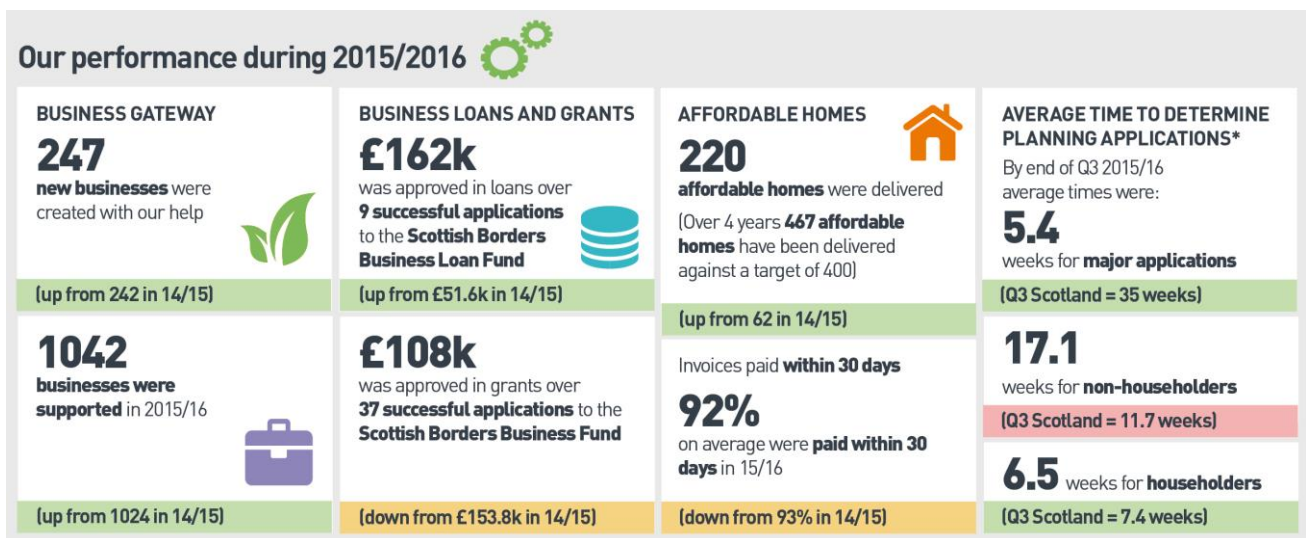 Our performance during 2015/2016
BUSINESS GATEWAY
247
new businesses were
created with our help
(up from 242 in 14/15)
1042
businesses were
supported in 2015/16
(up from 1024 in 14/15)
BUSINESS LOANS AND GRANTS
£162k
was approved in loans over
9 successful applications
to the Scottish Borders
Business Loan Fund
(up from £51.6k in 14/15)
£108k
was approved in grants over
37 successful applications to the
Scottish Borders Business Fund
(down from £153.8k in 14/15)
AFFORDABLE HOMES
220
affordable homes were delivered
(Over 4 years 467 affordable
homes have been delivered
against a target of 400)
(up from 62 in 14/15)
Invoices paid within 30 days
92%
on average were paid within 30
days in 15/16
(down from 93% in 14/15)
AVERAGE TIME TO DETERMINE
PLANNING APPLICATIONS*
By end of Q3 2015/16
average times were:
5.4
weeks for major applications
(Q3 Scotland = 35 weeks)
17.1
weeks for non-householders
(Q3 Scotland = 11.7 weeks)
6.5 weeks for householders
(Q3 Scotland = 7.4 weeks)